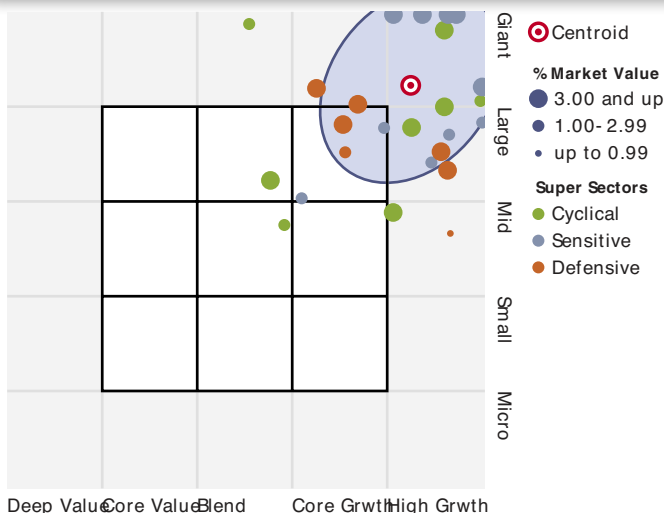 Giant
Large
Mid
Small
Micro
Deep Value
Core Value
Blend
Core Grwth
High Grwth
Centroid
% Market Value
3.00 and up
1.00-2.99
up to 0.99
Super Sectors
Cyclical
Sensitive
Defensive